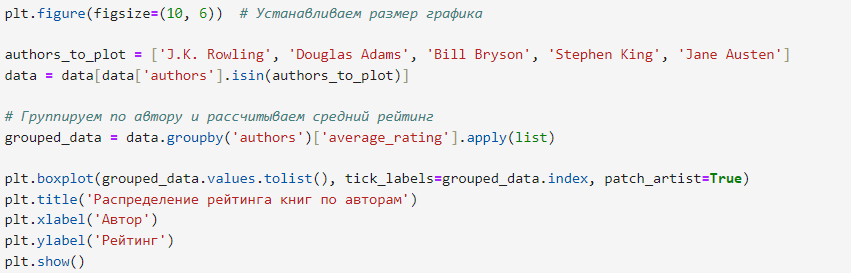 plt.figure(figsize=(10, 6))  # Устанавливаем размер графика
authors_to_plot = ['J.K. Rowling', 'Douglas Adams', 'Bill Bryson', 'Stephen King', 'Jane Austen']
data = data[data['authors'].isin(authors_to_plot)]
# Группируем по автору и рассчитываем средний рейтинг
grouped_data = data.groupby('authors')['average_rating'].apply(list)
plt.boxplot(grouped_data.values.tolist(), tick_labels=grouped_data.index, patch_artist=True)
plt.title('Распределение рейтинга книг по авторам')
plt.xlabel('Автор')
plt.ylabel('Рейтинг')
plt.show()